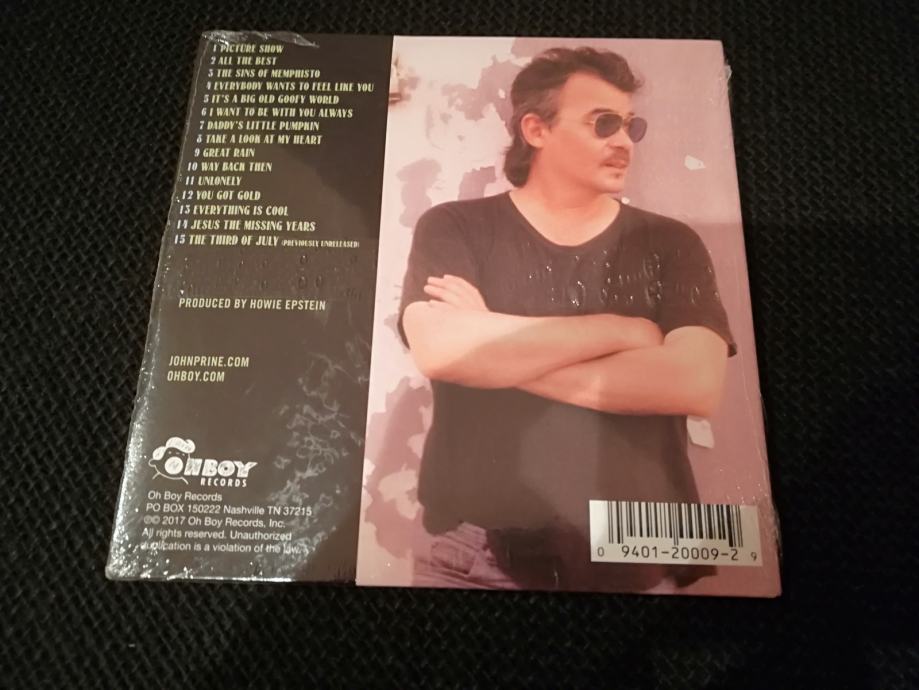 1 PICTURE SHOW
2 ALL THE BEST
3 THE SINS OF MEMPHISTO
4 EVERYBODY WANTS TO FEEL LIKE YOU
5 IT'S A BIG OLD GOOFY WORLD
6 I WANT TO BE WITH YOU ALWAYS
7 DADDY'S LITTLE PUMPKIN
8 TAKE A LOOK AT MY HEART
9 GREAT RAIN
10 WAY BACK THEN
11 UNLONELY
12 YOU GOT GOLD
13 EVERYTHING IS COOL
14 JESUS THE MISSING YEARS
15 THE THIRD OF JULY (PREVIOUSLY UNRELEASED)
PRODUCED BY HOWIE EPSTEIN
JOHNPRINE.COM
OHBOY.COM
OH BOY
RECORDS
Oh Boy Records
PO BOX 150222 Nashville TN 37215
℗© 2017 Oh Boy Records, Inc.
All rights reserved. Unauthorized
duplication is a violation of the law.
0 9401-20009-2 9